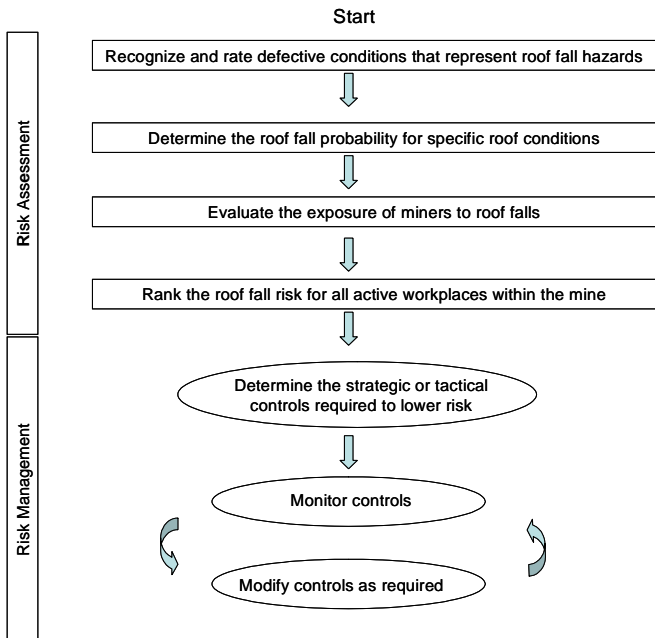 Start
Risk Assessment
Recognize and rate defective conditions that represent roof fall hazards
Determine the roof fall probability for specific roof conditions
Evaluate the exposure of miners to roof falls
Rank the roof fall risk for all active workplaces within the mine
Risk Management
Determine the strategic or tactical
controls required to lower risk
Monitor controls
Modify controls as required